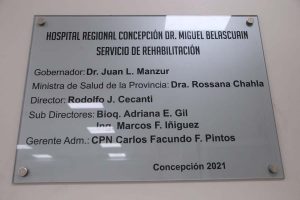 HOSPITAL REGIONAL CONCEPCIÓN DR. MIGUEL BELASCUAIN
SERVICIO DE REHABILITACIÓN
Gobernador: Dr. Juan L. Manzur
Ministra de Salud de la Provincia: Dra. Rossana Chahla
Director: Rodolfo J. Cecanti
Sub Directores: Bioq. Adriana E. Gil
Ing. Marcos F. Iñiguez
Gerente Adm.: CPN Carlos Facundo F. Pintos
Concepción 2021